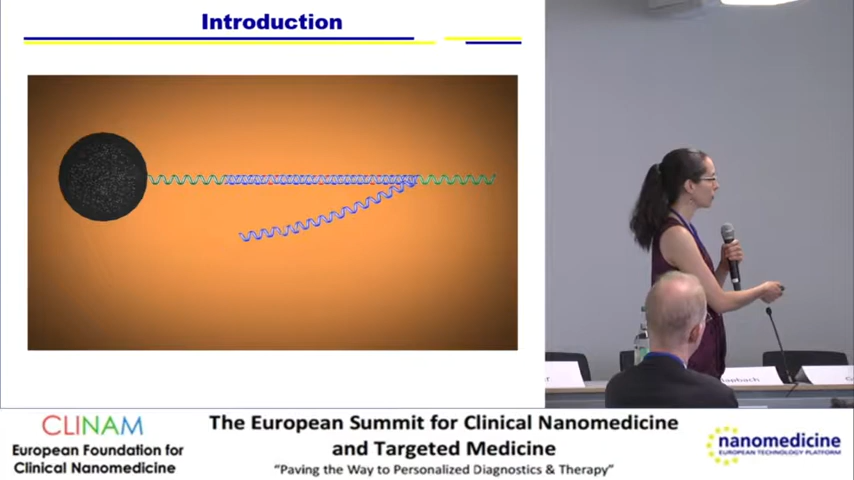 Introduction
CLINAM
European Foundation for
Clinical Nanomedicine
The European Summit for Clinical Nanomedicine
and Targeted Medicine
"Paving the Way to Personalized Diagnostics & Therapy"
nanomedicine
EUROPEAN TECHNOLOGY PLATFORM